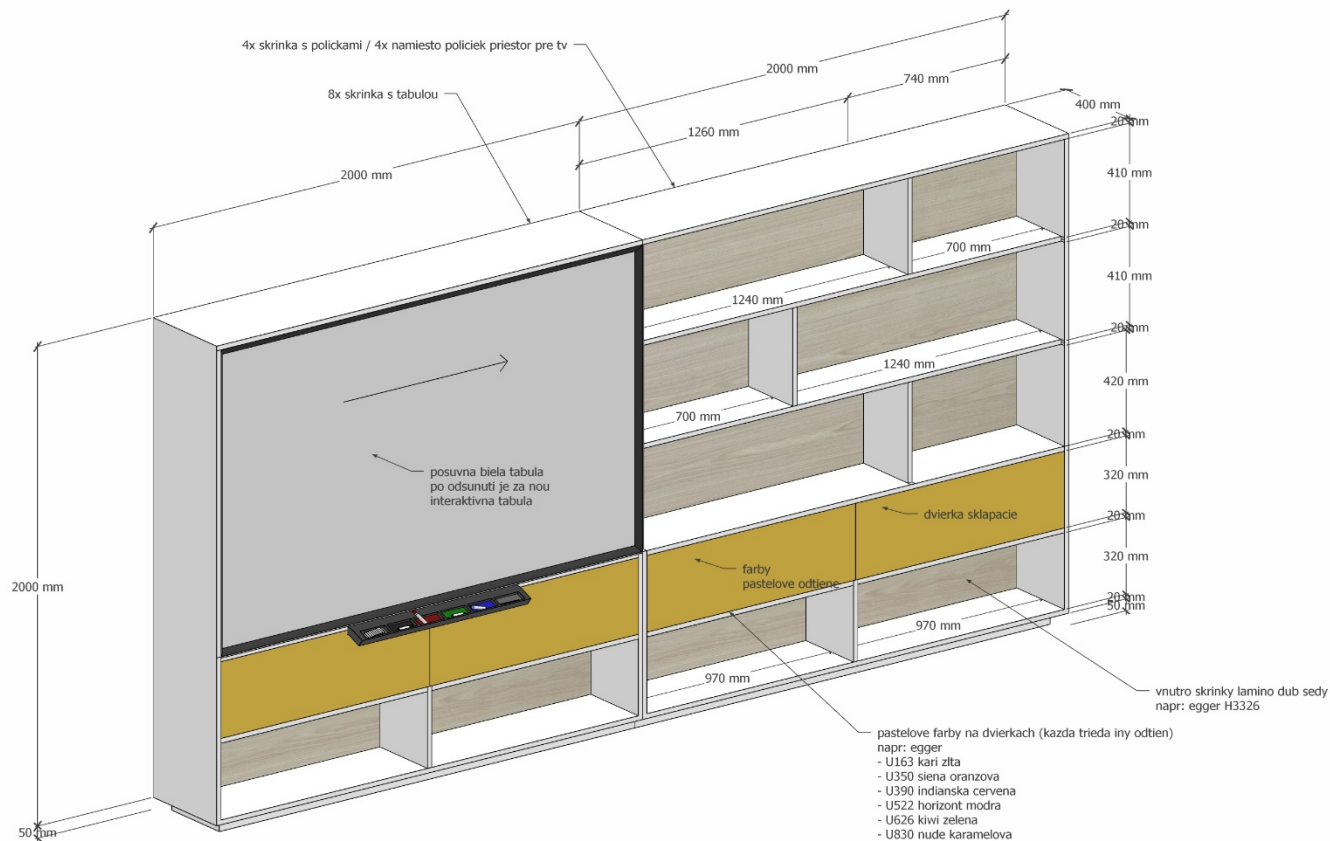 2000 mm
4x skrinka s polickami / 4x namiesto policiek priestor pre tv
740 mm
8x skrinka s tabulou
400 mm
20 mm
1260 mm
2000 mm
410 mm
20 mm
700 mm
410 mm
1240 mm
20 mm
1240 mm
420 mm
700 mm
20 mm
posuvna biela tabula
po odsunuti je za nou
interaktivna tabula
320 mm
dvierka sklapacie
20 mm
320 mm
2000 mm
farby
pastelove odtiene
20 mm
50 mm
970 mm
970 mm
vnutro skrinky lamino dub sedy
napr: egger H3326
pastelove farby na dvierkach (kazda trieda iny odtien)
napr: egger
- U163 kari zlta
- U350 siena oranzova
- U390 indianska cervena
- U522 horizont modra
- U626 kiwi zelena
- U830 nude karamelova
50 mm